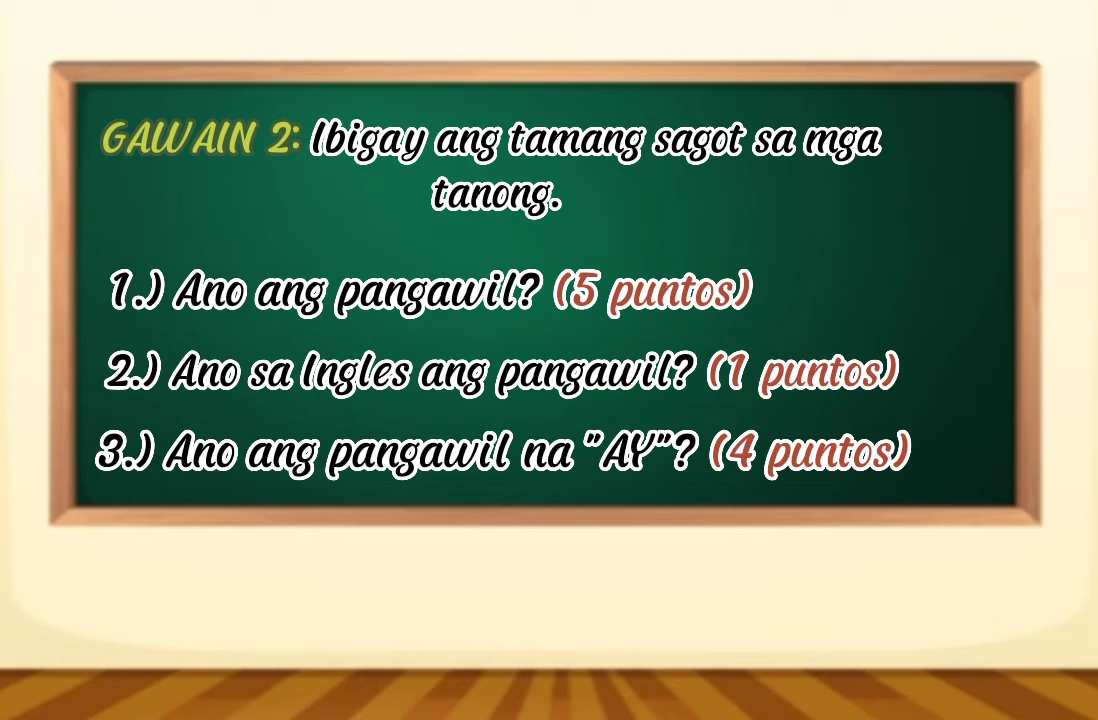 GAWAIN 2: Ibigay ang tamang sagot sa mga
tanong.
1.) Ano ang pangawil? (5 puntos)
2.) Ano sa Ingles ang pangawil? (1 puntos)
3.) Ano ang pangawil na "AY"? (4 puntos)